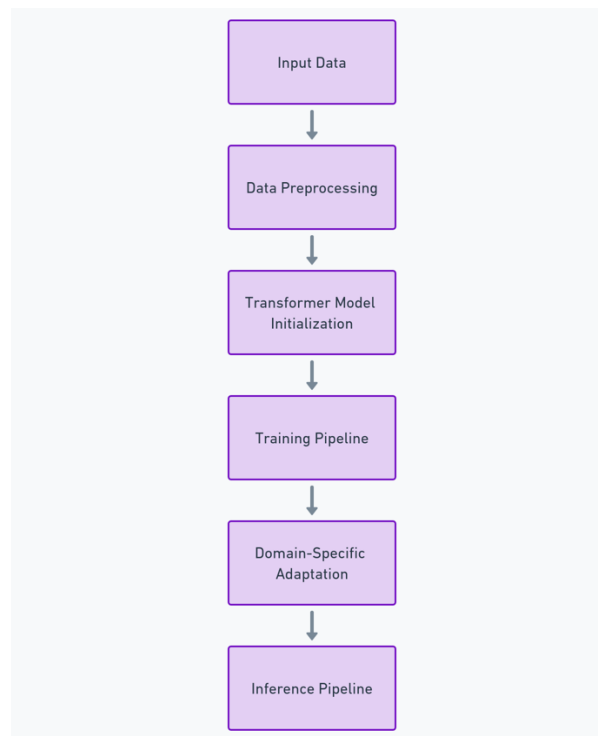 Input Data
Data Preprocessing
Transformer Model
Initialization
Training Pipeline
Domain-Specific
Adaptation
Inference Pipeline